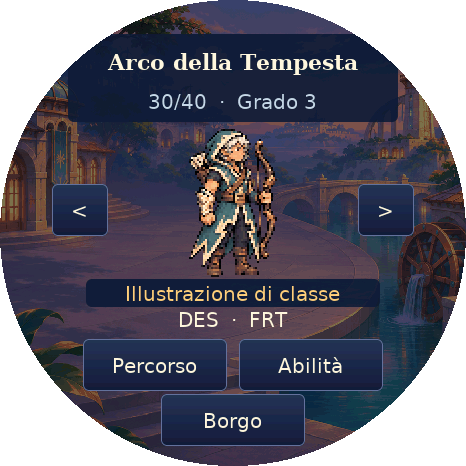 Arco della Tempesta
30/40 · Grado 3
< >
Illustrazione di classe
DES · FRT
Percorso Abilità
Borgo